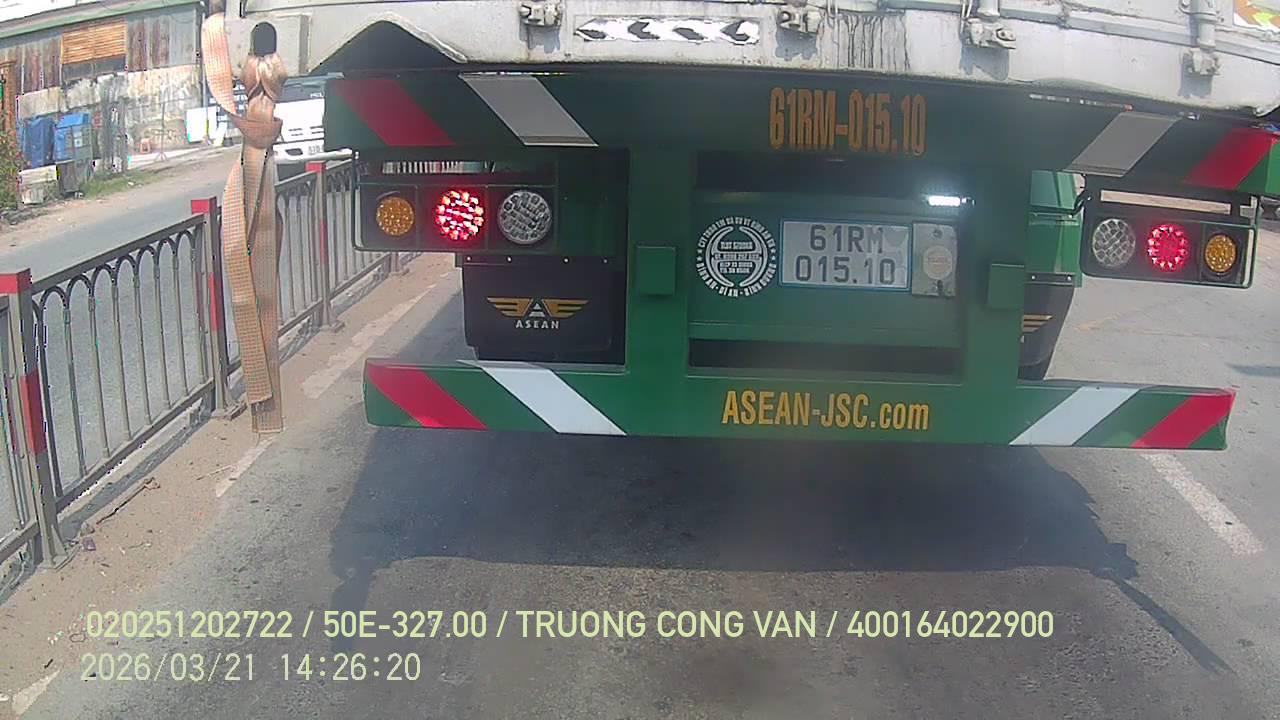 61RM-015.10
61RM
015.10
ASEAN
ASEAN-JSC.com
020251202722 / 50E-327.00 / TRUONG CONG VAN / 400164022900
2026/03/21 14:26:20